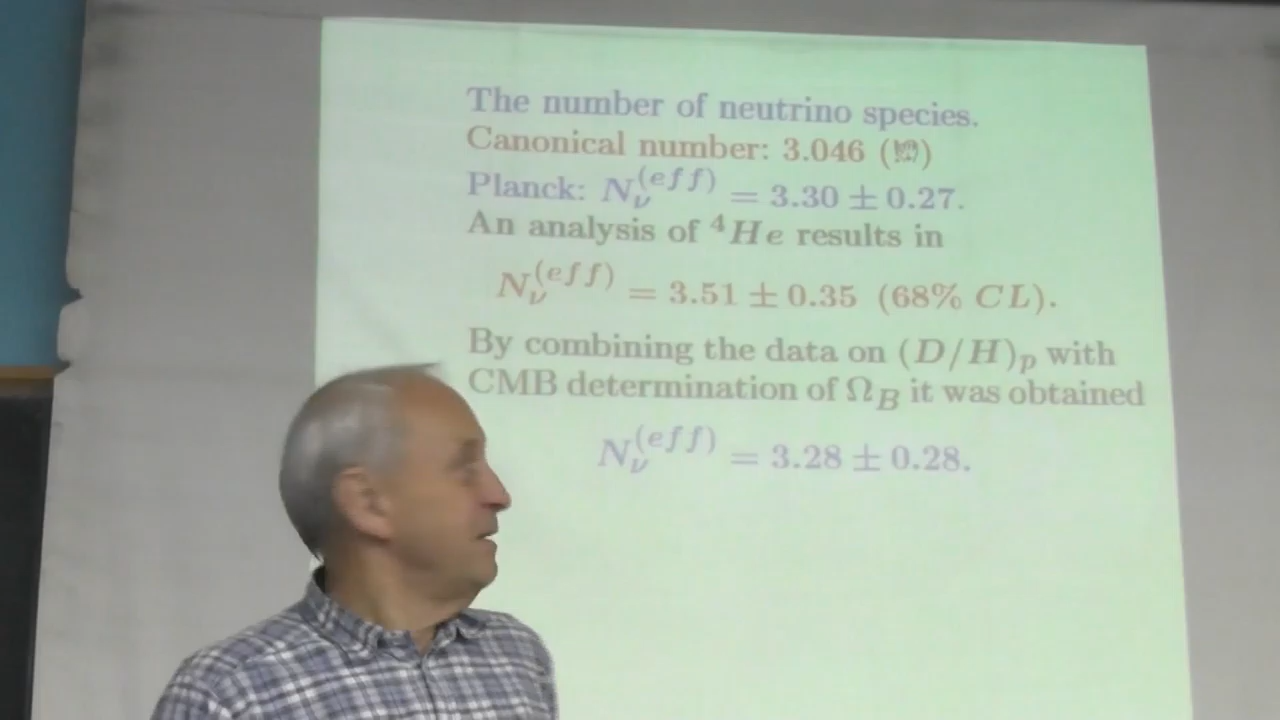 The number of neutrino species.
Canonical number: 3.046 ()
Planck: N_ν^(eff) = 3.30 ± 0.27.
An analysis of ⁴He results in
N_ν^(eff) = 3.51 ± 0.35 (68% CL).
By combining the data on (D/H)_p with
CMB determination of Ω_B it was obtained
N_ν^(eff) = 3.28 ± 0.28.